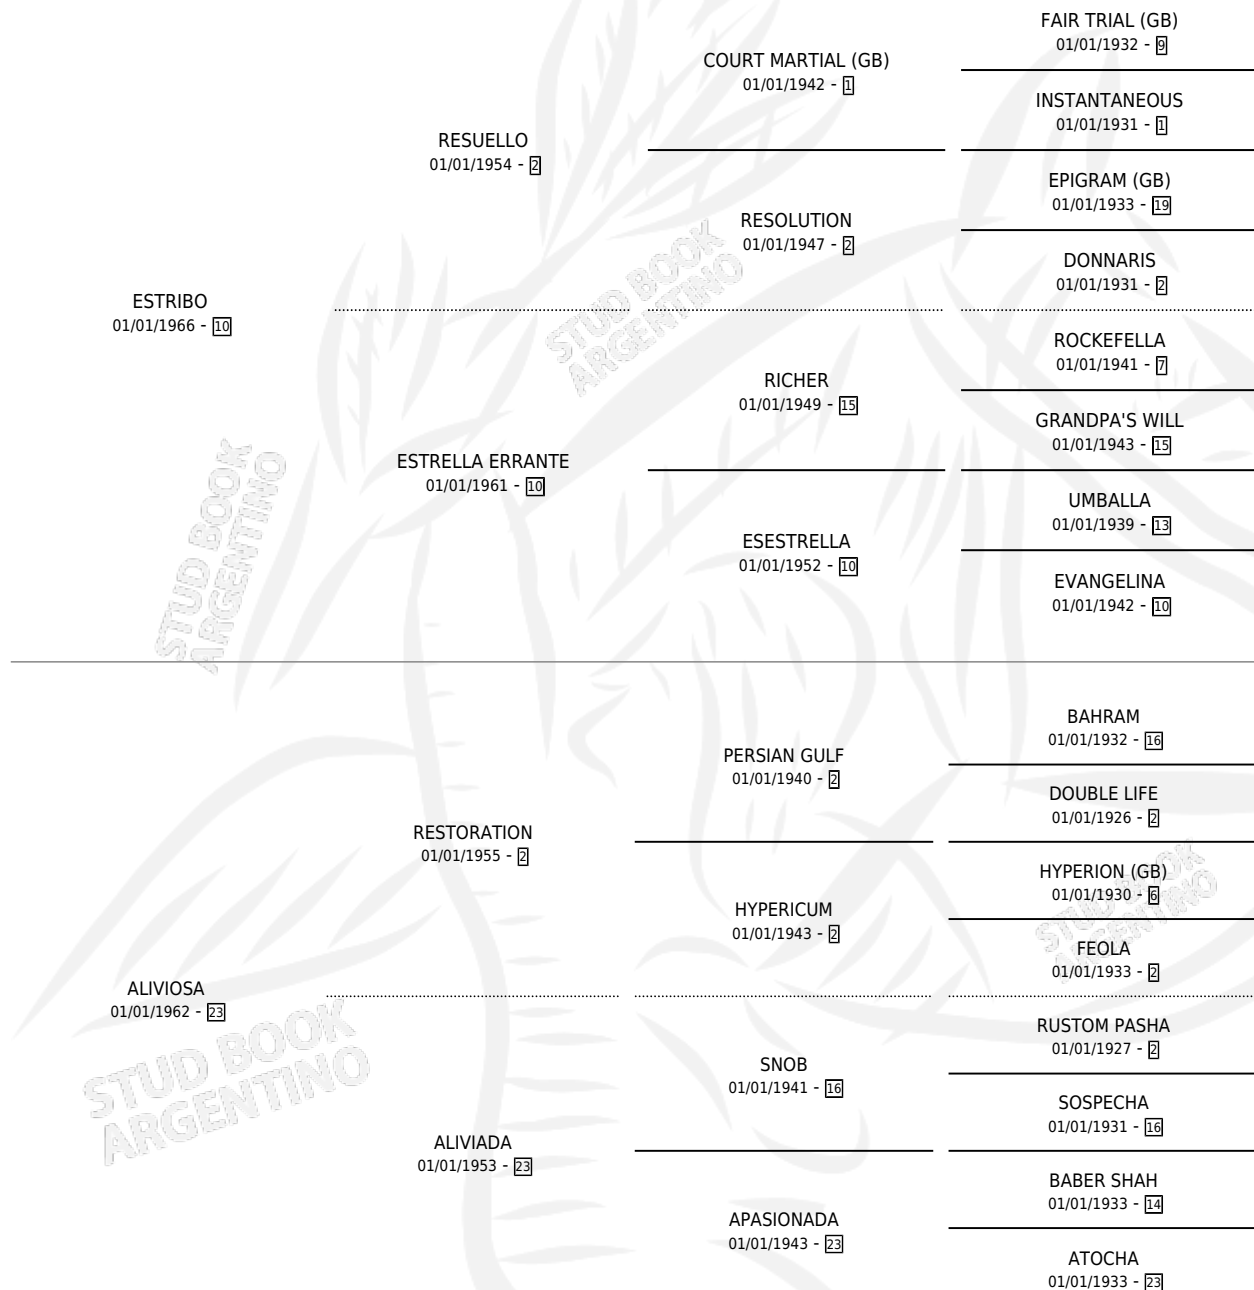 FAIR TRIAL (GB)
01/01/1932 - 9
COURT MARTIAL (GB)
01/01/1942 - 1
INSTANTANEOUS
01/01/1931 - 1
RESUELLO
01/01/1954 - 2
EPIGRAM (GB)
01/01/1933 - 19
RESOLUTION
01/01/1947 - 2
DONNARIS
01/01/1931 - 2
ESTRIBO
01/01/1966 - 10
ROCKEFELLA
01/01/1941 - 7
RICHER
01/01/1949 - 15
GRANDPA'S WILL
01/01/1943 - 15
ESTRELLA ERRANTE
01/01/1961 - 10
UMBALLA
01/01/1939 - 13
ESESTRELLA
01/01/1952 - 10
EVANGELINA
01/01/1942 - 10
BAHRAM
01/01/1932 - 16
PERSIAN GULF
01/01/1940 - 2
DOUBLE LIFE
01/01/1926 - 2
RESTORATION
01/01/1955 - 2
HYPERION (GB)
01/01/1930 - 6
HYPERICUM
01/01/1943 - 2
FEOLA
01/01/1933 - 2
ALIVIOSA
01/01/1962 - 23
RUSTOM PASHA
01/01/1927 - 2
SNOB
01/01/1941 - 16
SOSPECHA
01/01/1931 - 16
ALIVIADA
01/01/1953 - 23
BABER SHAH
01/01/1933 - 14
APASIONADA
01/01/1943 - 23
ATOCHA
01/01/1933 - 23
STUD BOOK
ARGENTINO
STUD BOOK
ARGENTINO
STUD BOOK
ARGENTINO
STUD BOOK
ARGENTINO